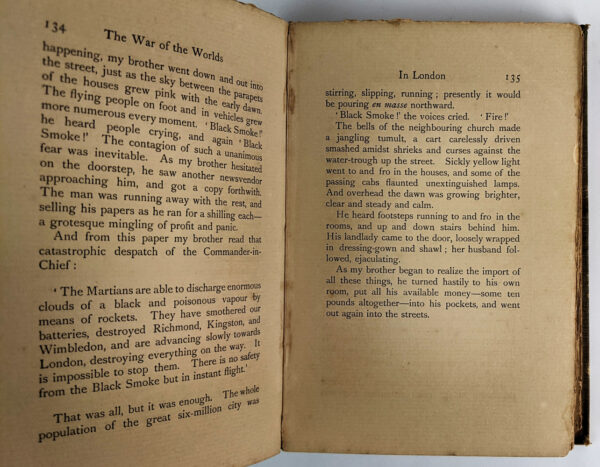 134 The War of the Worlds
happening, my brother went down and out into
the street, just as the sky between the parapets
of the houses grew pink with the early dawn.
The flying people on foot and in vehicles grew
more numerous every moment. ‘Black Smoke!’
he heard people crying, and again ‘Black
Smoke!’ The contagion of such a unanimous
fear was inevitable. As my brother hesitated
on the doorstep, he saw another newsvendor
approaching him, and got a copy forthwith.
The man was running away with the rest, and
selling his papers as he ran for a shilling each—
a grotesque mingling of profit and panic.
And from this paper my brother read that
catastrophic despatch of the Commander-in-
Chief :
‘ The Martians are able to discharge enormous
clouds of a black and poisonous vapour by
means of rockets. They have smothered our
batteries, destroyed Richmond, Kingston, and
Wimbledon, and are advancing slowly towards
London, destroying everything on the way. It
is impossible to stop them. There is no safety
from the Black Smoke but in instant flight.’
That was all, but it was enough. The whole
population of the great six-million city was
In London 135
stirring, slipping, running ; presently it would
be pouring en masse northward.
‘Black Smoke!’ the voices cried. ‘Fire!’
The bells of the neighbouring church made
a jangling tumult, a cart carelessly driven
smashed amidst shrieks and curses against the
water-trough up the street. Sickly yellow light
went to and fro in the houses, and some of the
passing cabs flaunted unextinguished lamps.
And overhead the dawn was growing brighter,
clear and steady and calm.
He heard footsteps running to and fro in the
rooms, and up and down stairs behind him.
His landlady came to the door, loosely wrapped
in dressing-gown and shawl ; her husband fol-
lowed, ejaculating.
As my brother began to realize the import of
all these things, he turned hastily to his own
room, put all his available money—some ten
pounds altogether—into his pockets, and went
out again into the streets.